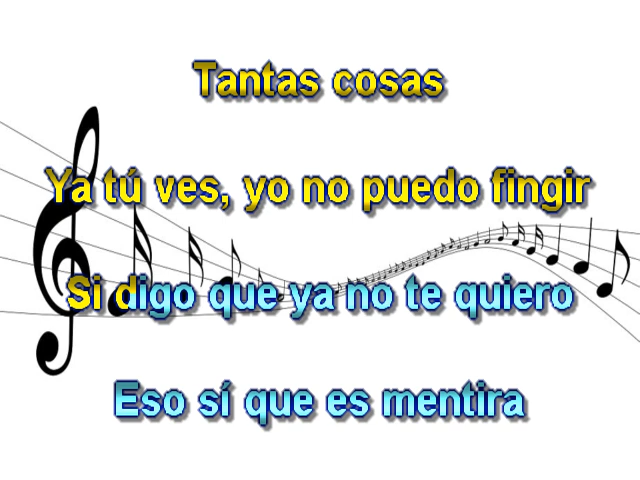 Tantas cosas
Ya tú ves, yo no puedo fingir
Si digo que ya no te quiero
Eso sí que es mentira